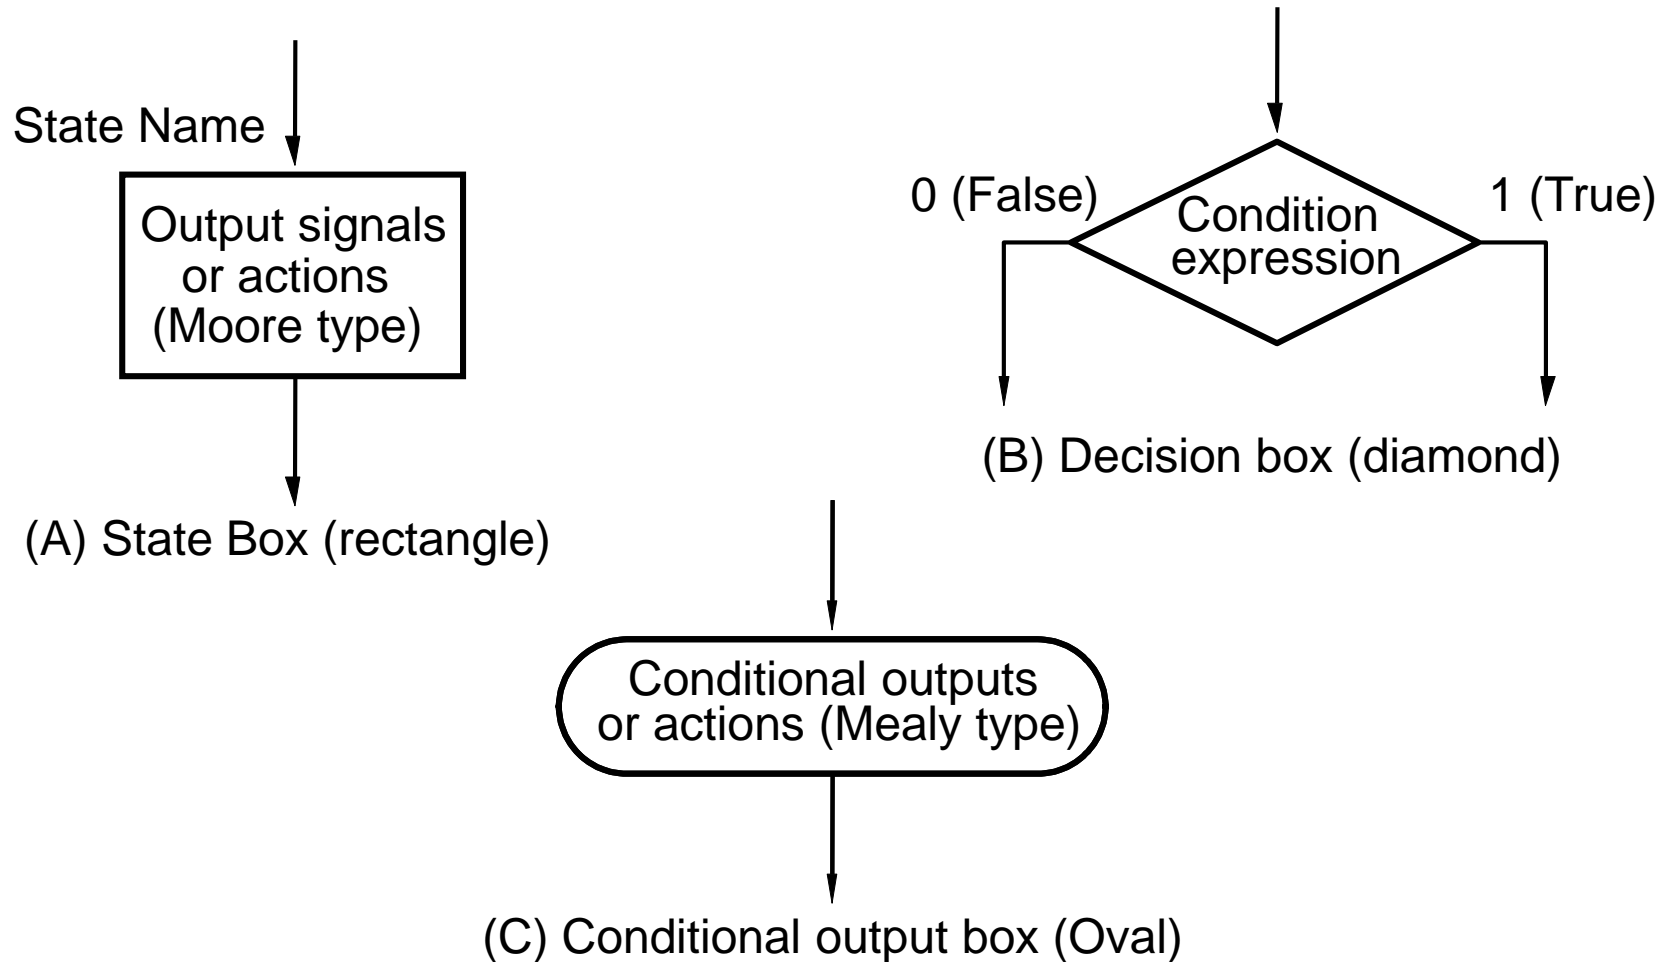 State Name
Output signals
or actions
(Moore type)
(A) State Box (rectangle)
0 (False)
1 (True)
Condition
expression
(B) Decision box (diamond)
Conditional outputs
or actions (Mealy type)
(C) Conditional output box (Oval)